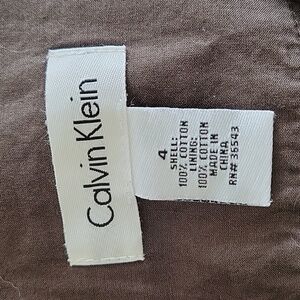 Calvin Klein
4
SHELL:
100% COTTON
LINING:
100% COTTON
MADE IN
CHINA
RN# 36543